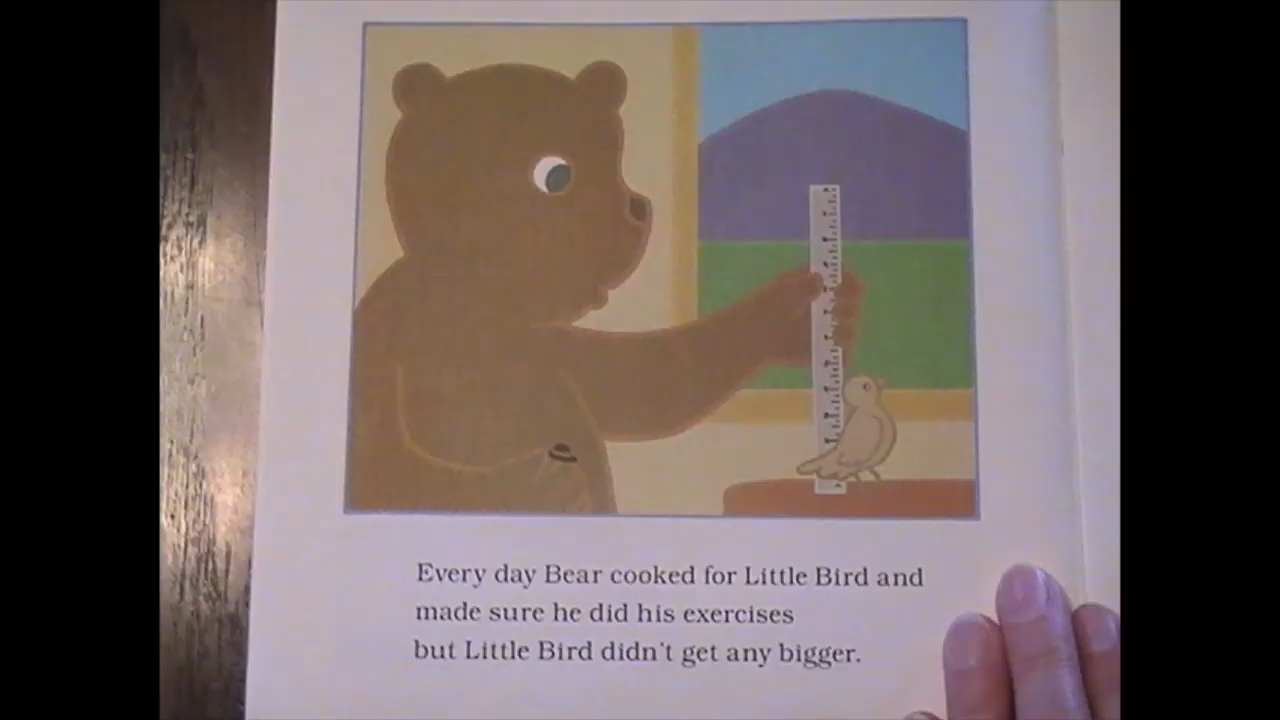 Every day Bear cooked for Little Bird and
made sure he did his exercises
but Little Bird didn't get any bigger.